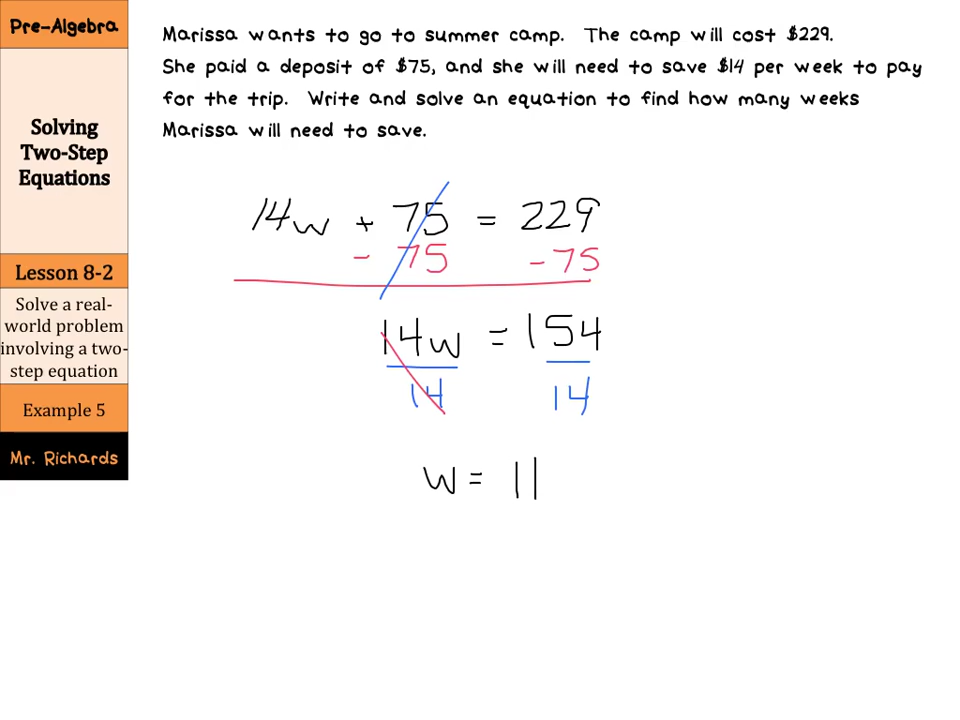 Pre-Algebra
Solving
Two-Step
Equations
Lesson 8-2
Solve a real-
world problem
involving a two-
step equation
Example 5
Mr. Richards
Marissa wants to go to summer camp. The camp will cost $229.
She paid a deposit of $75, and she will need to save $14 per week to pay
for the trip. Write and solve an equation to find how many weeks
Marissa will need to save.
14w + 75 = 229
- 75 - 75
14w = 154
14 14
w = 11